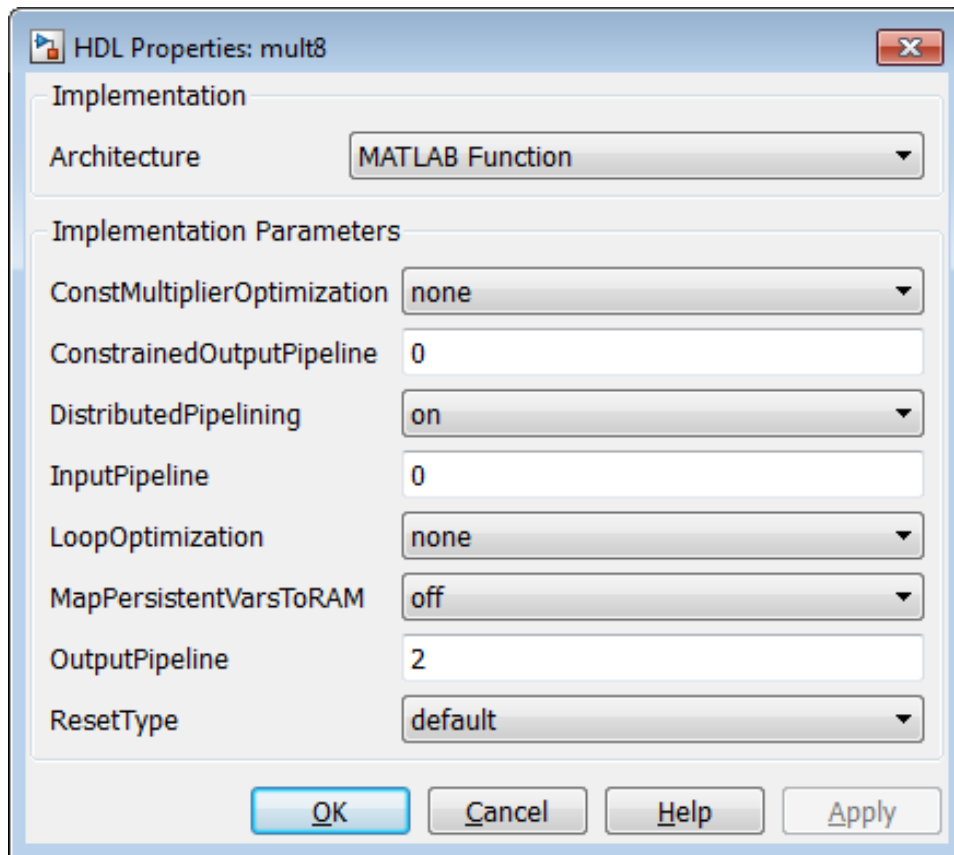 HDL Properties: mult8
Implementation
Architecture MATLAB Function
Implementation Parameters
ConstMultiplierOptimization none
ConstrainedOutputPipeline 0
DistributedPipelining on
InputPipeline 0
LoopOptimization none
MapPersistentVarsToRAM off
OutputPipeline 2
ResetType default
OK Cancel Help Apply